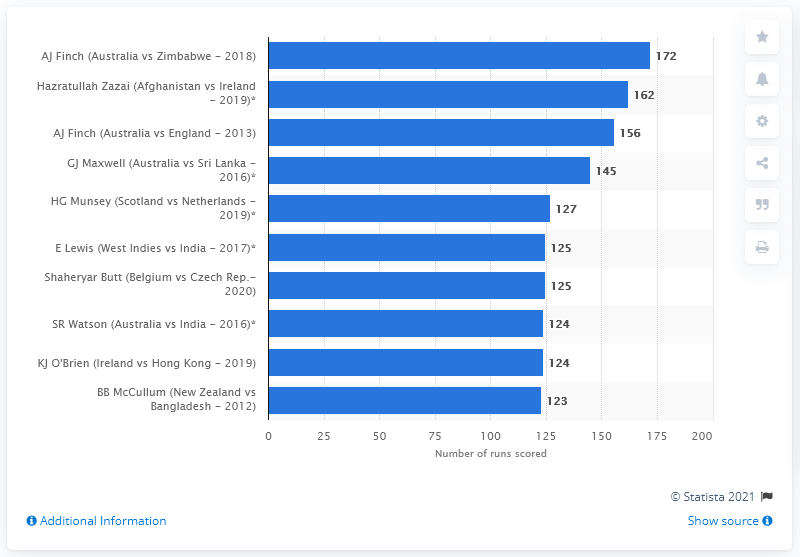 AJ Finch (Australia vs Zimbabwe - 2018)
172
Hazratullah Zazai (Afghanistan vs Ireland
- 2019)*
162
AJ Finch (Australia vs England - 2013)
156
GJ Maxwell (Australia vs Sri Lanka -
2016)*
145
HG Munsey (Scotland vs Netherlands -
2019)*
127
E Lewis (West Indies vs India - 2017)*
125
Shaheryar Butt (Belgium vs Czech Rep.-
2020)
125
SR Watson (Australia vs India - 2016)*
124
KJ O'Brien (Ireland vs Hong Kong - 2019)
124
BB McCullum (New Zealand vs
Bangladesh - 2012)
123
0 25 50 75 100 125 150 175 200
Number of runs scored
© Statista 2021
Additional Information
Show source